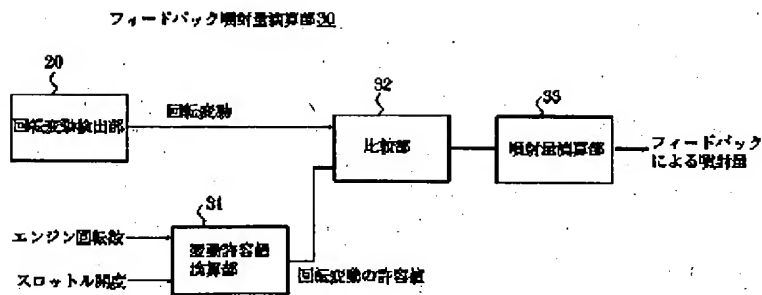 フィードバック噴射量演算部30
20
回転変動検出部
回転変動
32
比較部
33
噴射量演算部
フィードバック
による噴射量
エンジン回転数
スロットル開度
31
変動許容値
演算部
回転変動の許容値